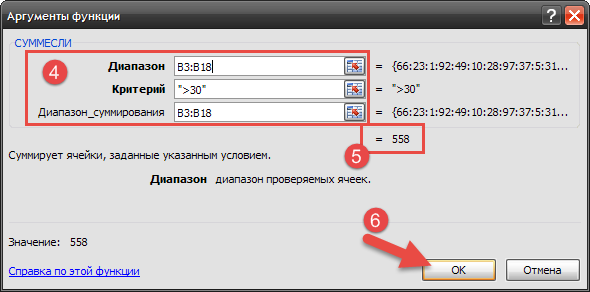 Аргументы функции
СУММЕСЛИ
4
Диапазон B3:B18 = {66:23:1:92:49:10:28:97:37:5:31...
Критерий ">30" = ">30"
Диапазон_суммирования B3:B18 = {66:23:1:92:49:10:28:97:37:5:31...
= 558
5
Суммирует ячейки, заданные указанным условием.
Диапазон диапазон проверяемых ячеек.
6
Значение: 558
Справка по этой функции
ОК Отмена